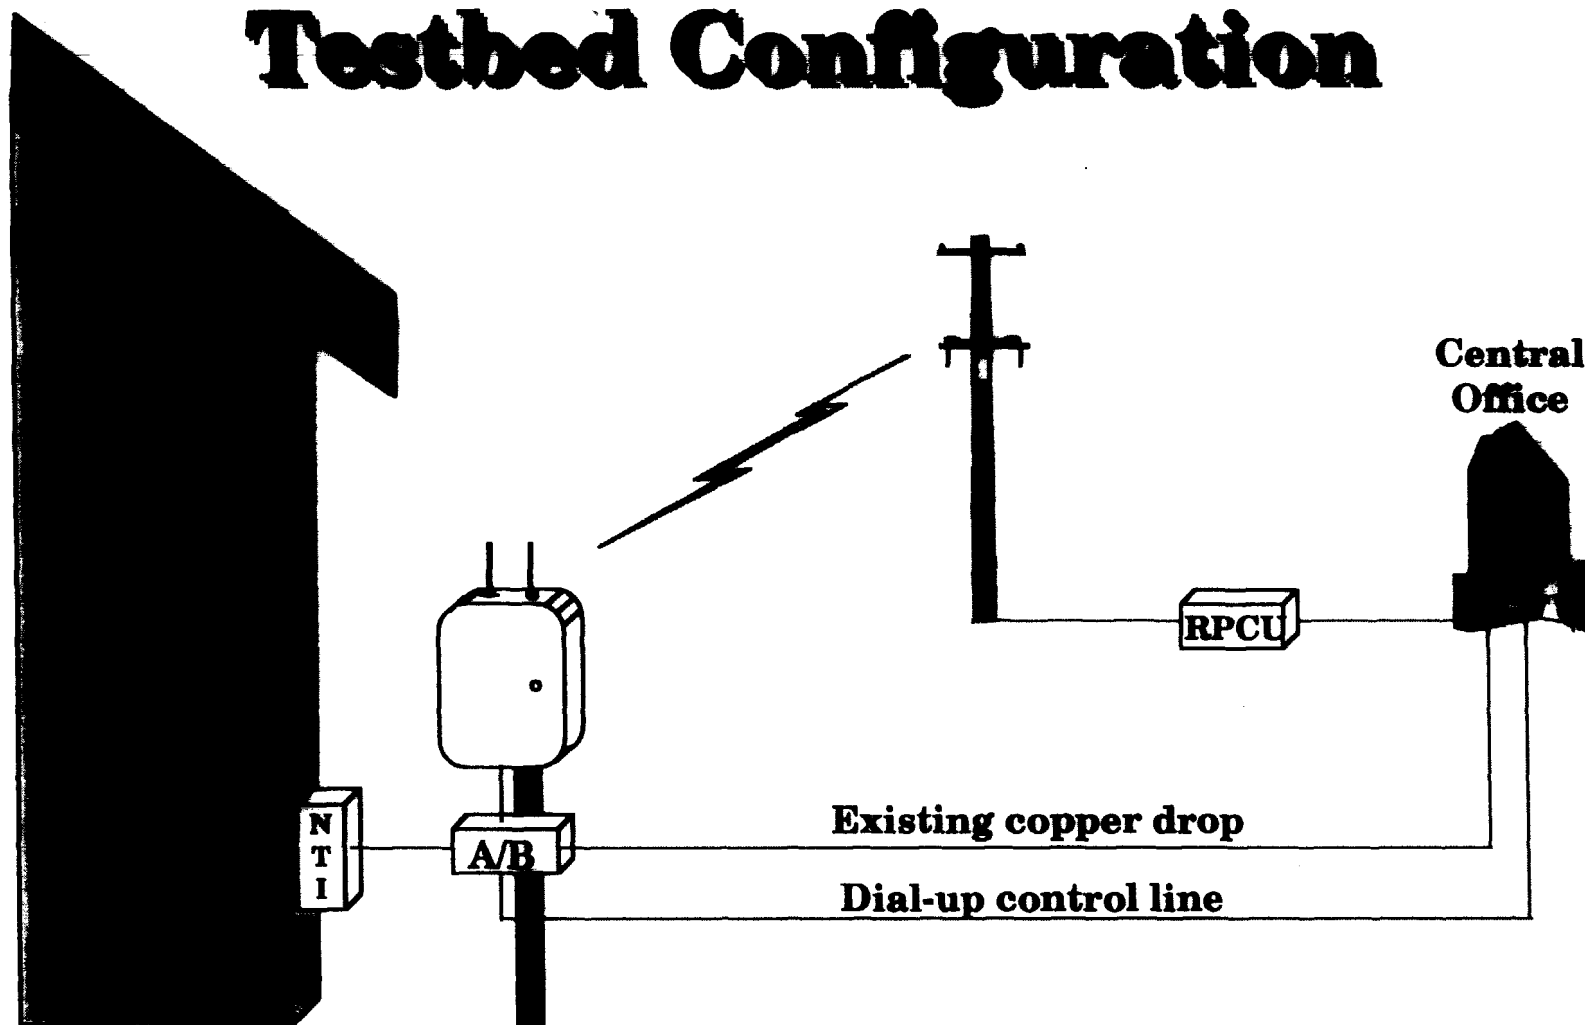 Testbed Configuration
Central
Office
RPCU
N
T
I
A/B
Existing copper drop
Dial-up control line